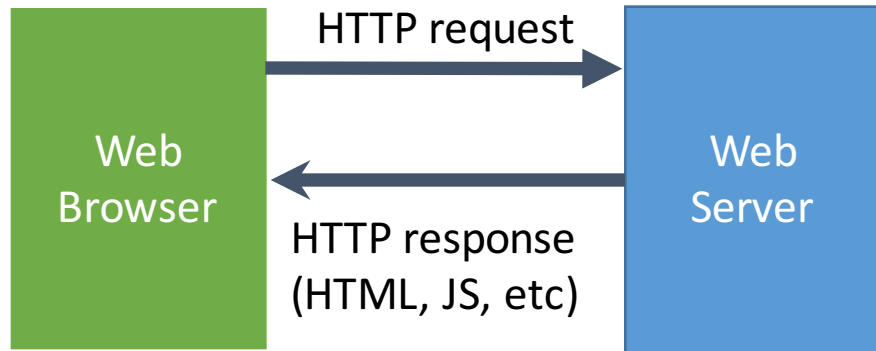 HTTP request
Web
Browser
Web
Server
HTTP response
(HTML, JS, etc)